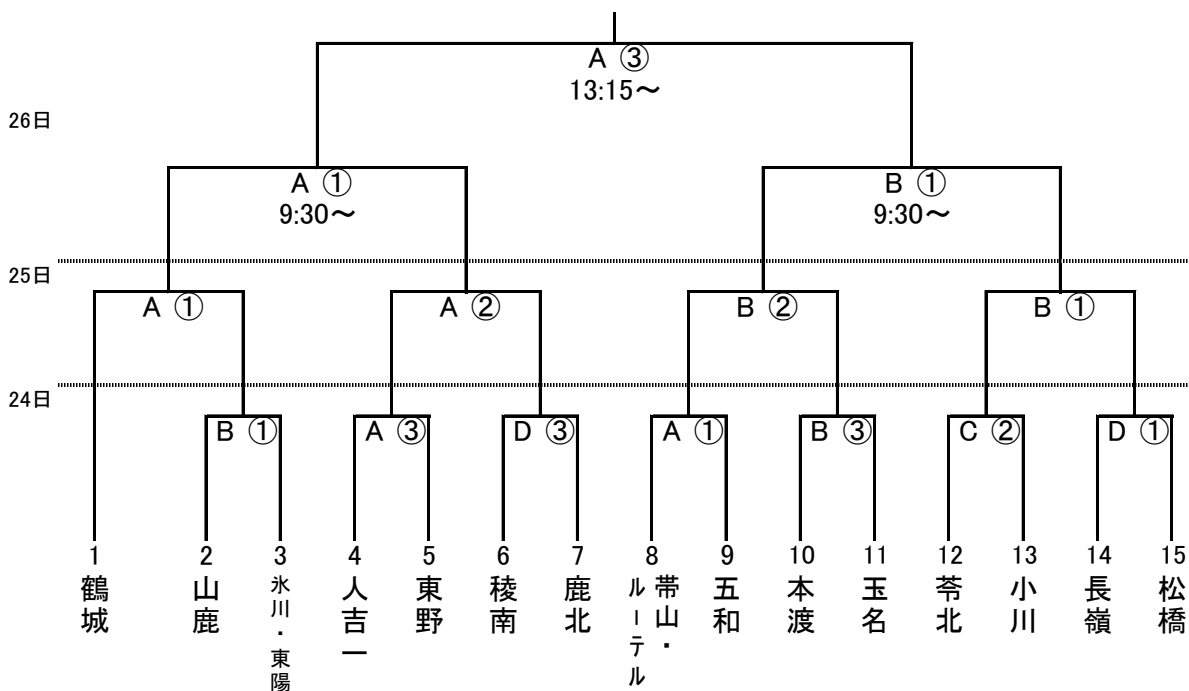 A ③
13:15～
26日
A ①
9:30～
B ①
9:30～
25日
A ①
A ②
B ②
B ①
24日
B ①
A ③
D ③
A ①
B ③
C ②
D ①
1
鶴城
2
山鹿
3
氷川・東陽
4
人吉一
5
東野
6
稜南
7
鹿北
8
帯山・
ルーテル
9
五和
10
本渡
11
玉名
12
苓北
13
小川
14
長嶺
15
松橋